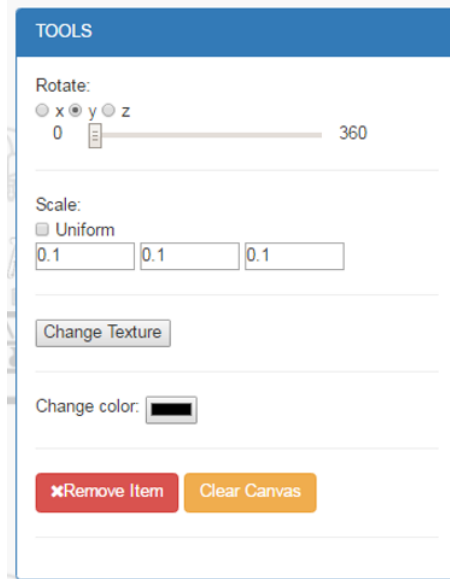 TOOLS
Rotate:
x y z
0 360
Scale:
Uniform
0.1 0.1 0.1
Change Texture
Change color:
✖Remove Item Clear Canvas